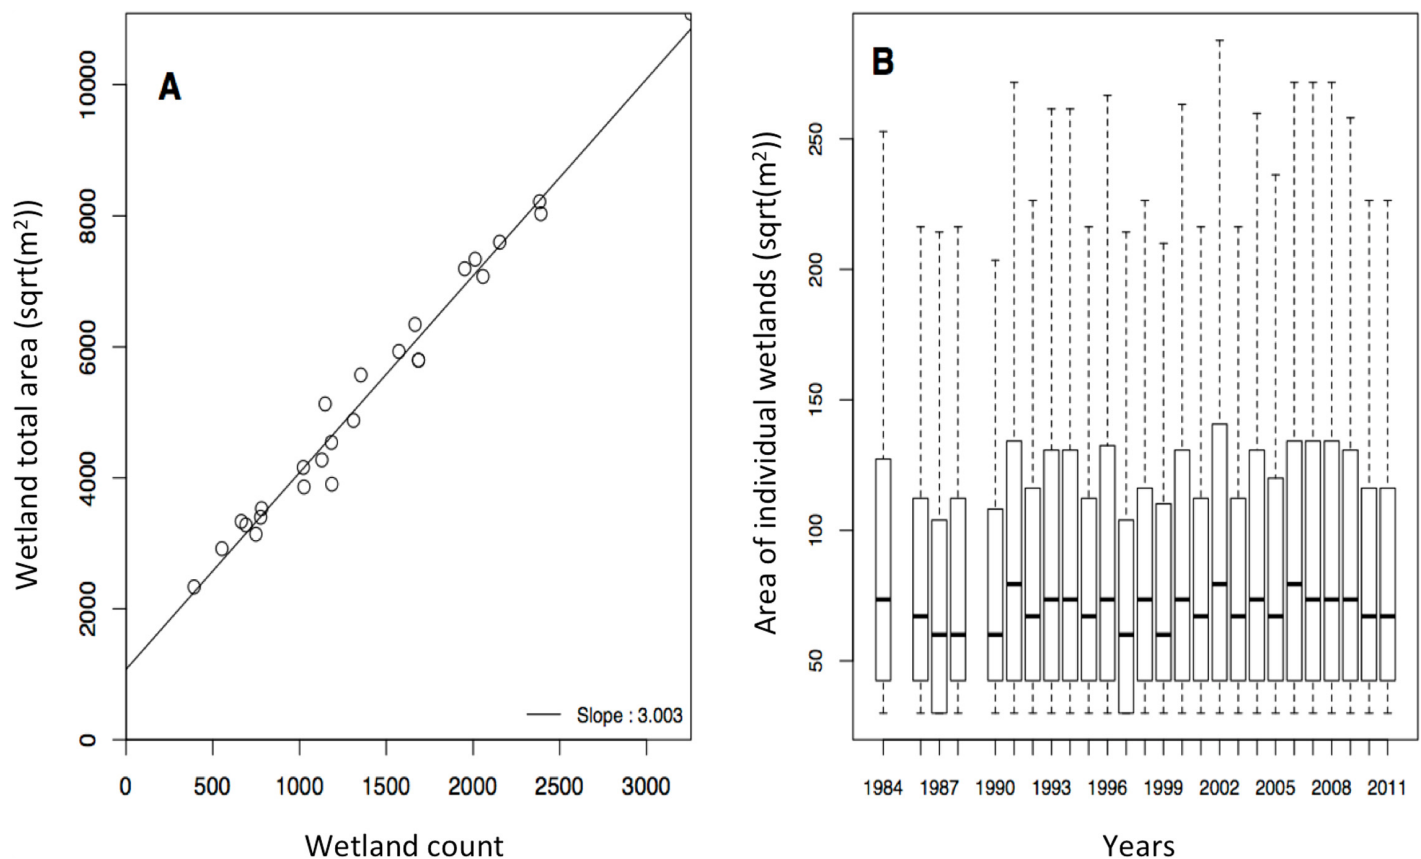 A
Wetland total area (sqrt(m²))
10000
8000
6000
4000
2000
0
Slope : 3.003
0 500 1000 1500 2000 2500 3000
Wetland count
B
Area of individual wetlands (sqrt(m²))
250
200
150
100
50
1984 1987 1990 1993 1996 1999 2002 2005 2008 2011
Years